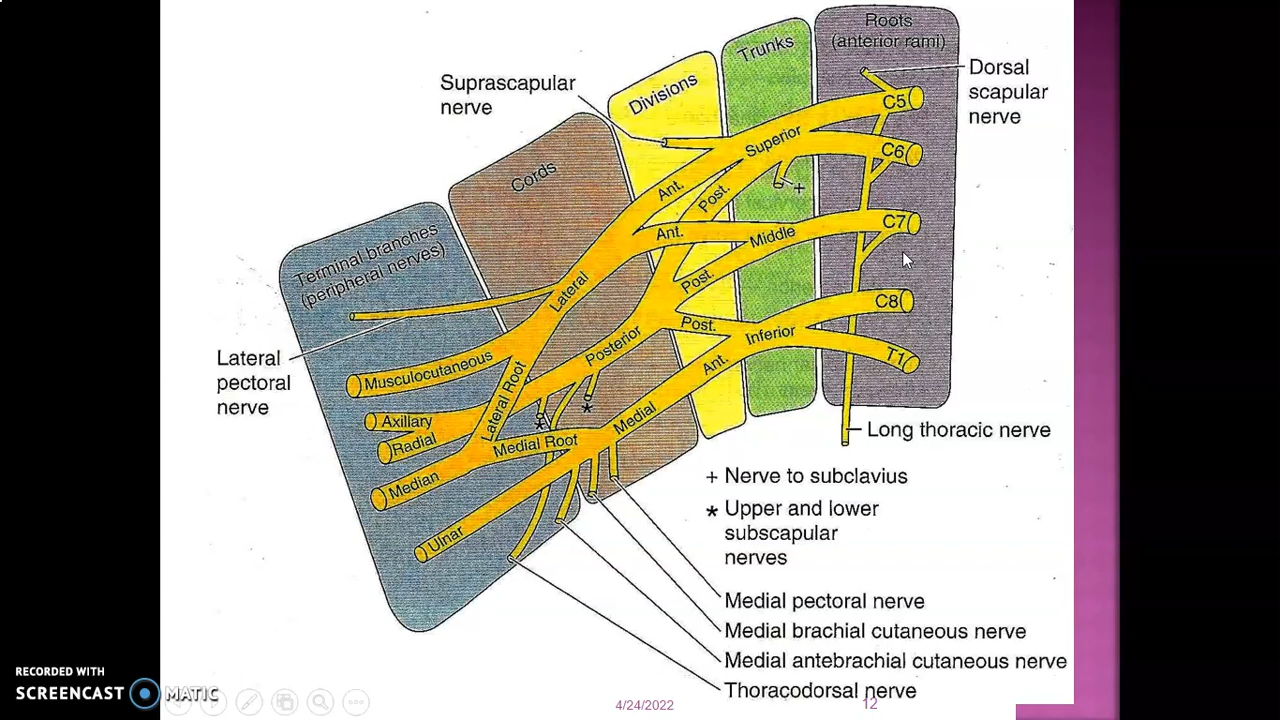 Roots
(anterior rami)
Trunks
Divisions
Cords
Terminal branches
(peripheral nerves)
Suprascapular
nerve
Dorsal
scapular
nerve
C5
C6
C7
C8
T1
Superior
Middle
Inferior
Ant.
Post.
Ant.
Post.
Post.
Ant.
Lateral
Posterior
Medial
Lateral Root
Medial Root
Musculocutaneous
Axillary
Radial
Median
Ulnar
Lateral
pectoral
nerve
+
*
*
Long thoracic nerve
+ Nerve to subclavius
* Upper and lower
subscapular
nerves
Medial pectoral nerve
Medial brachial cutaneous nerve
Medial antebrachial cutaneous nerve
Thoracodorsal nerve
4/24/2022
12
RECORDED WITH
SCREENCAST MATIC